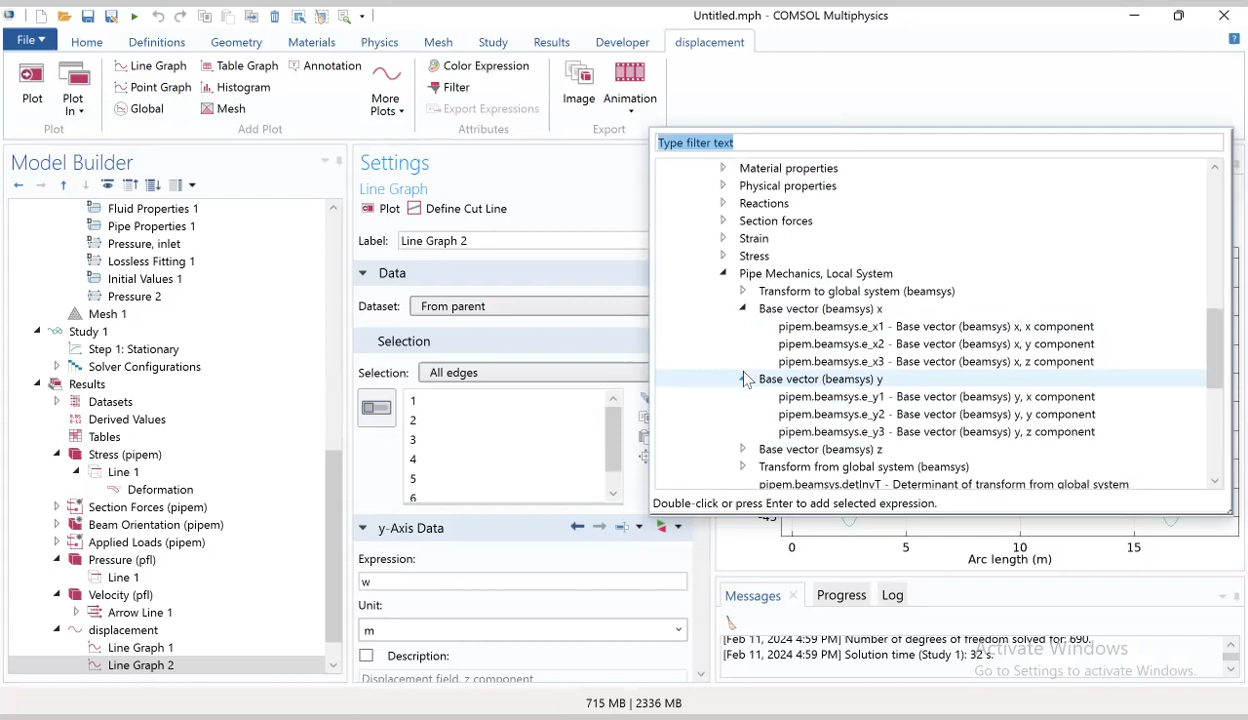 Untitled.mph - COMSOL Multiphysics
File Home Definitions Geometry Materials Physics Mesh Study Results Developer displacement
Line Graph Table Graph Annotation Color Expression
Point Graph Histogram Filter
Global Mesh Export Expressions
Plot Plot In More Plots Image Animation
Plot Add Plot Attributes Export
Model Builder
Fluid Properties 1
Pipe Properties 1
Pressure, inlet
Lossless Fitting 1
Initial Values 1
Pressure 2
Mesh 1
Study 1
Step 1: Stationary
Solver Configurations
Results
Datasets
Derived Values
Tables
Stress (pipem)
Line 1
Deformation
Section Forces (pipem)
Beam Orientation (pipem)
Applied Loads (pipem)
Pressure (pfl)
Line 1
Velocity (pfl)
Arrow Line 1
displacement
Line Graph 1
Line Graph 2
Settings
Line Graph
Plot Define Cut Line
Label: Line Graph 2
Data
Dataset: From parent
Selection
Selection: All edges
1
2
3
4
5
6
y-Axis Data
Expression:
w
Unit:
m
Description:
Displacement field, z component
Type filter text
Material properties
Physical properties
Reactions
Section forces
Strain
Stress
Pipe Mechanics, Local System
Transform to global system (beamsys)
Base vector (beamsys) x
pipem.beamsys.e_x1 - Base vector (beamsys) x, x component
pipem.beamsys.e_x2 - Base vector (beamsys) x, y component
pipem.beamsys.e_x3 - Base vector (beamsys) x, z component
Base vector (beamsys) y
pipem.beamsys.e_y1 - Base vector (beamsys) y, x component
pipem.beamsys.e_y2 - Base vector (beamsys) y, y component
pipem.beamsys.e_y3 - Base vector (beamsys) y, z component
Base vector (beamsys) z
Transform from global system (beamsys)
pipem.beamsys.detInvT - Determinant of transform from global system
Double-click or press Enter to add selected expression.
-45
0 5 10 15
Arc length (m)
Messages Progress Log
[Feb 11, 2024 4:59 PM] Number of degrees of freedom solved for: 690.
[Feb 11, 2024 4:59 PM] Solution time (Study 1): 32 s.
Activate Windows
Go to Settings to activate Windows.
715 MB | 2336 MB